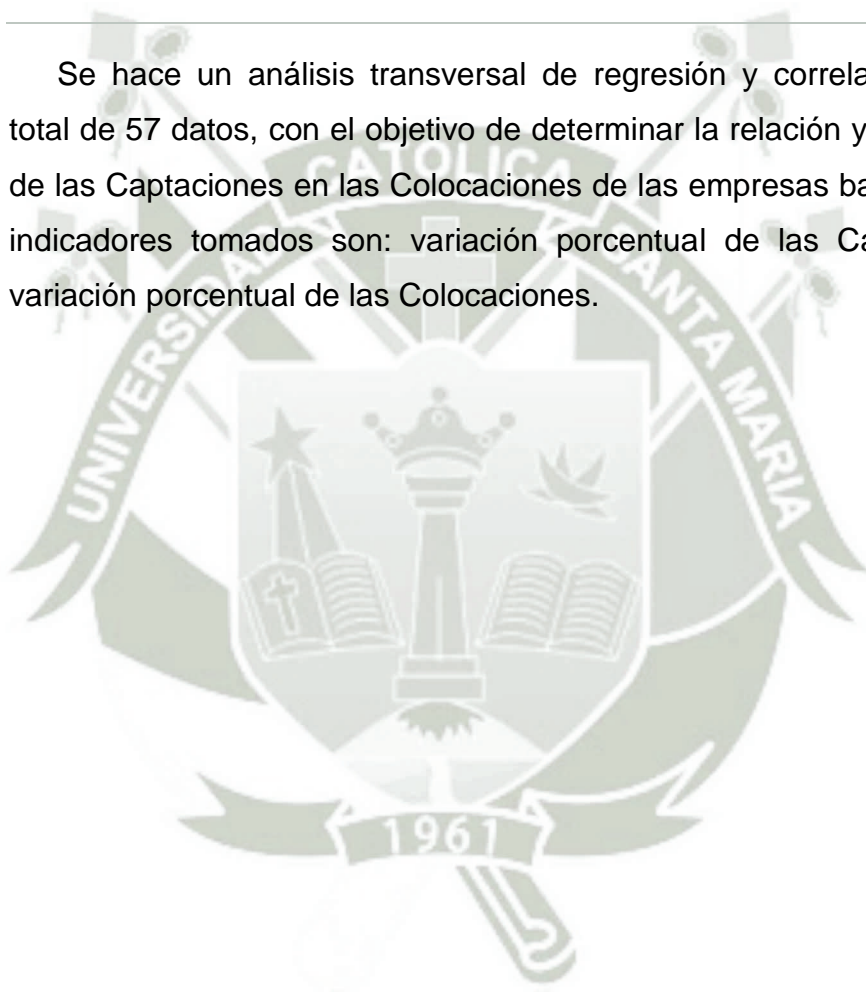 Se hace un análisis transversal de regresión y correla
total de 57 datos, con el objetivo de determinar la relación y
de las Captaciones en las Colocaciones de las empresas ba
indicadores tomados son: variación porcentual de las Ca
variación porcentual de las Colocaciones.
UNIVERSIDAD CATOLICA SANTA MARIA
1961